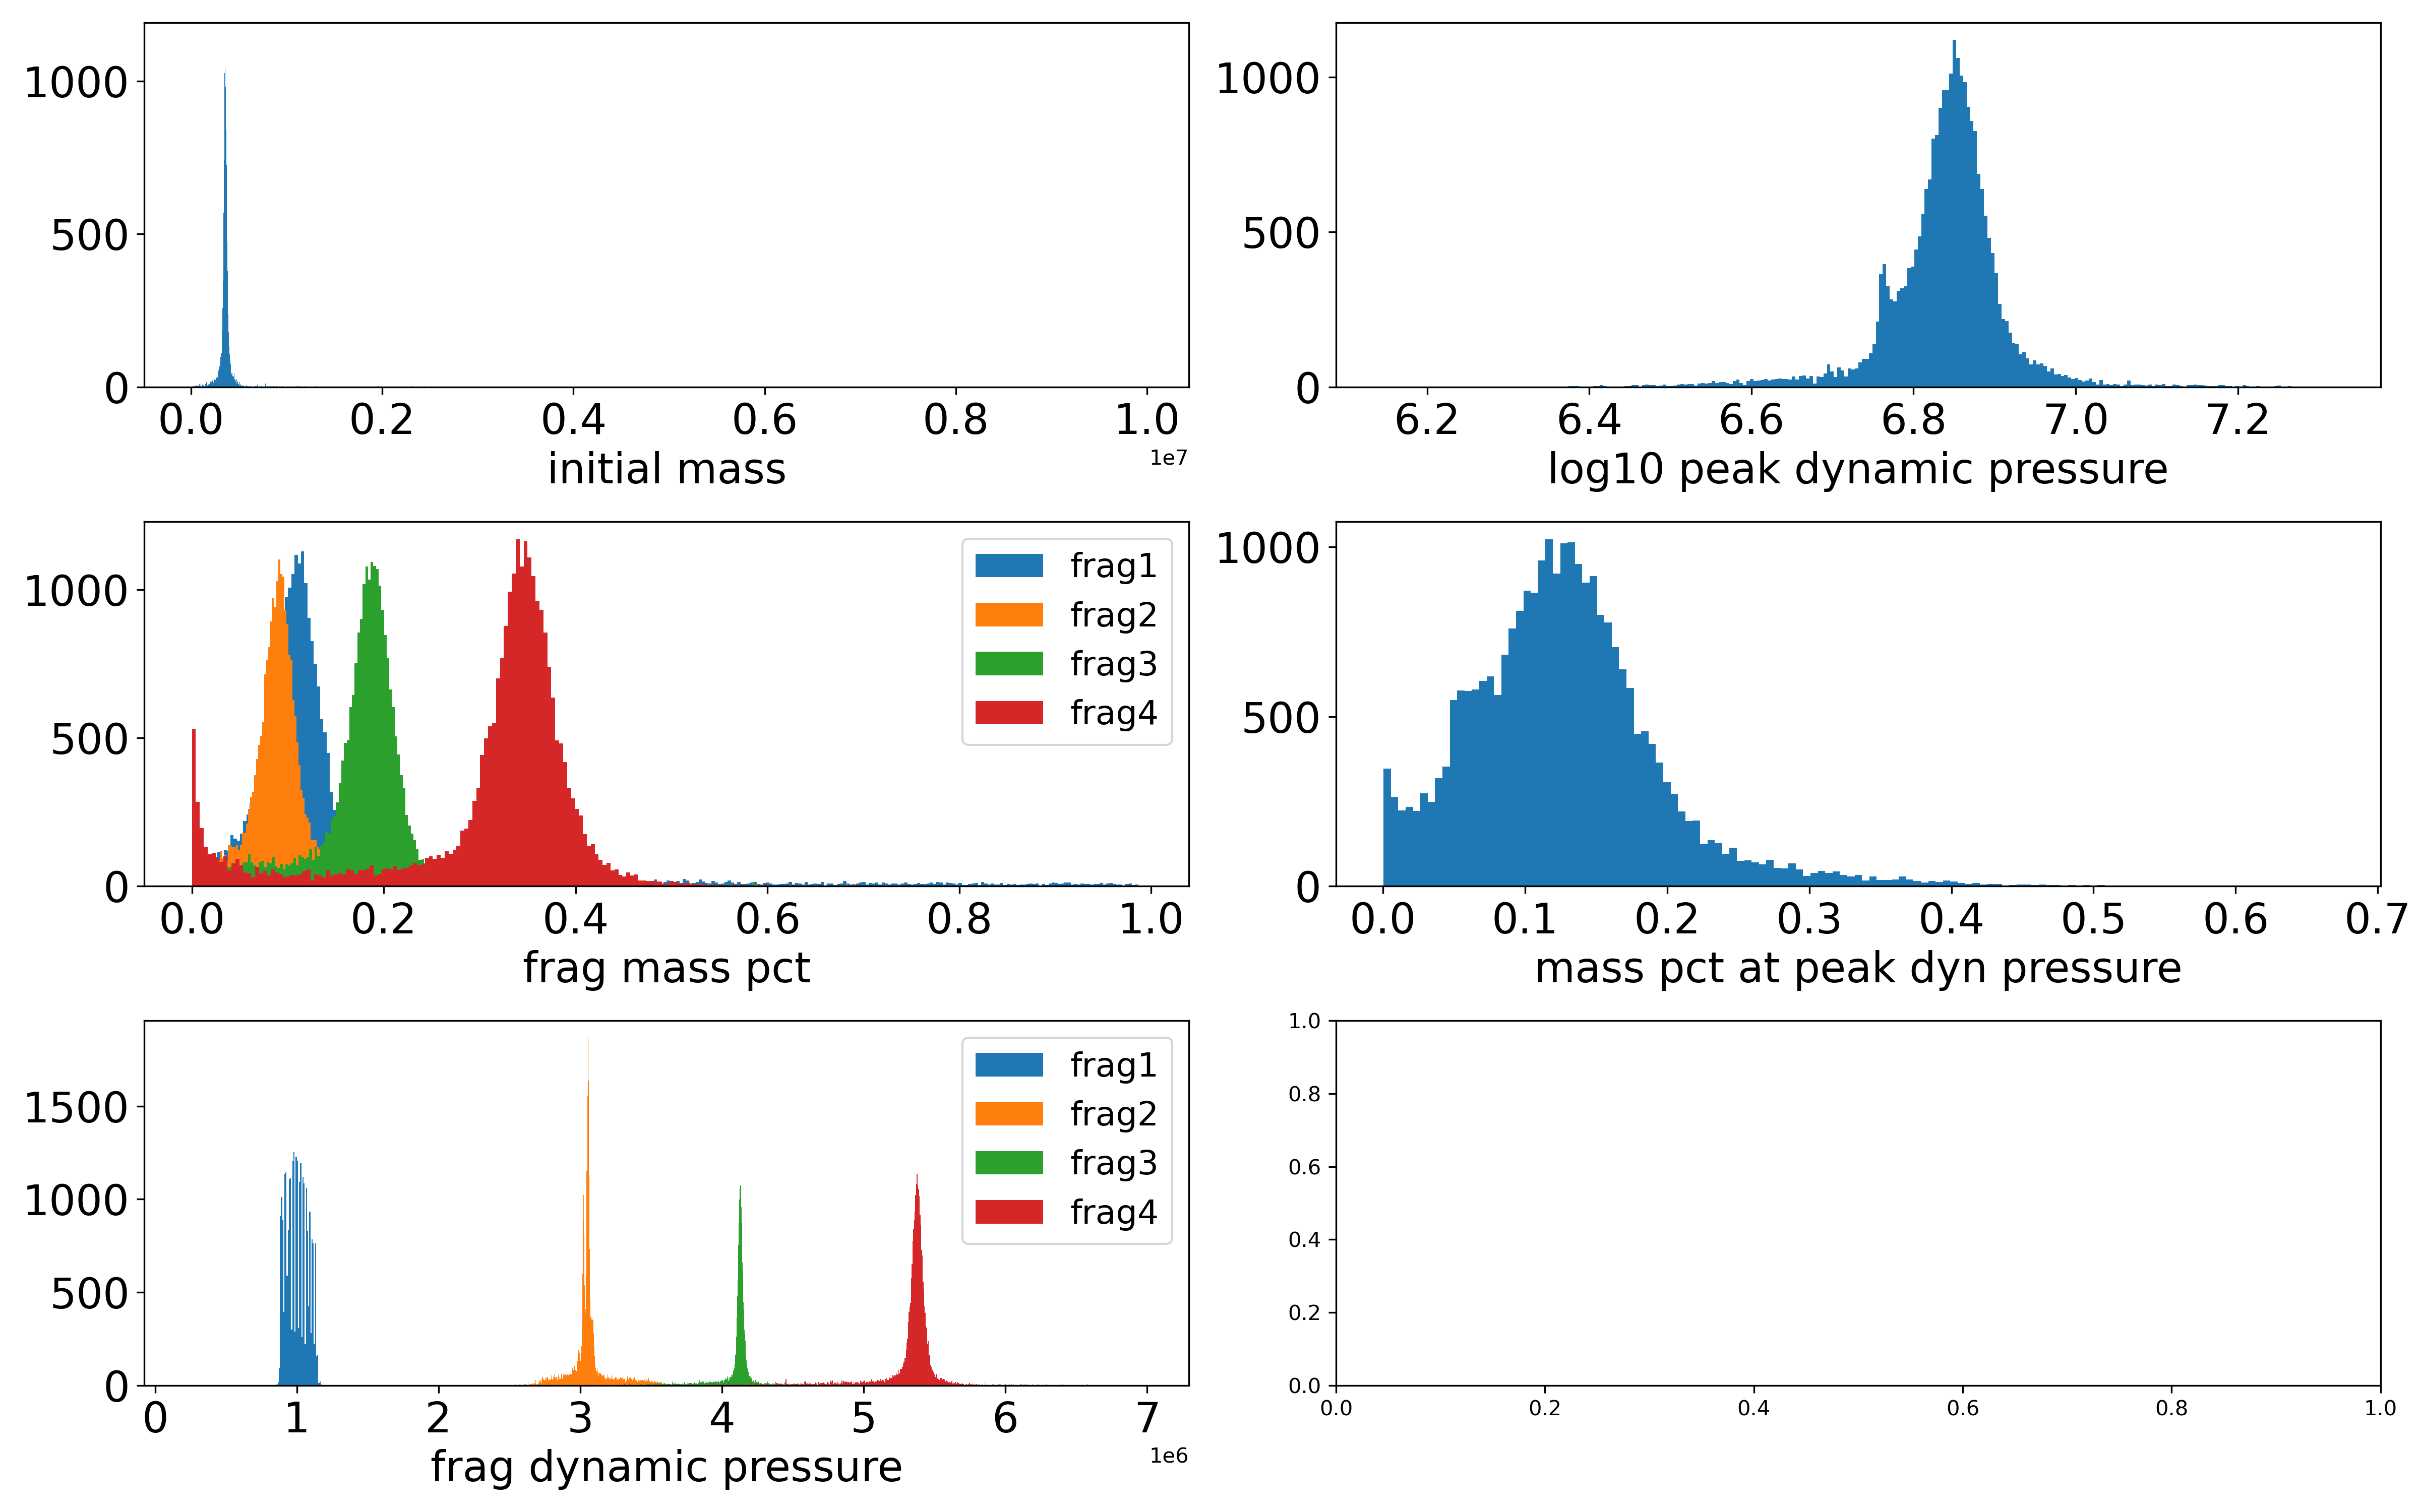 1000
500
0
0.0 0.2 0.4 0.6 0.8 1.0
1e7
initial mass
1000
500
0
6.2 6.4 6.6 6.8 7.0 7.2
log10 peak dynamic pressure
1000
500
0
frag1
frag2
frag3
frag4
0.0 0.2 0.4 0.6 0.8 1.0
frag mass pct
1000
500
0
0.0 0.1 0.2 0.3 0.4 0.5 0.6 0.7
mass pct at peak dyn pressure
1500
1000
500
0
frag1
frag2
frag3
frag4
0 1 2 3 4 5 6 7
1e6
frag dynamic pressure
1.0
0.8
0.6
0.4
0.2
0.0
0.0 0.2 0.4 0.6 0.8 1.0